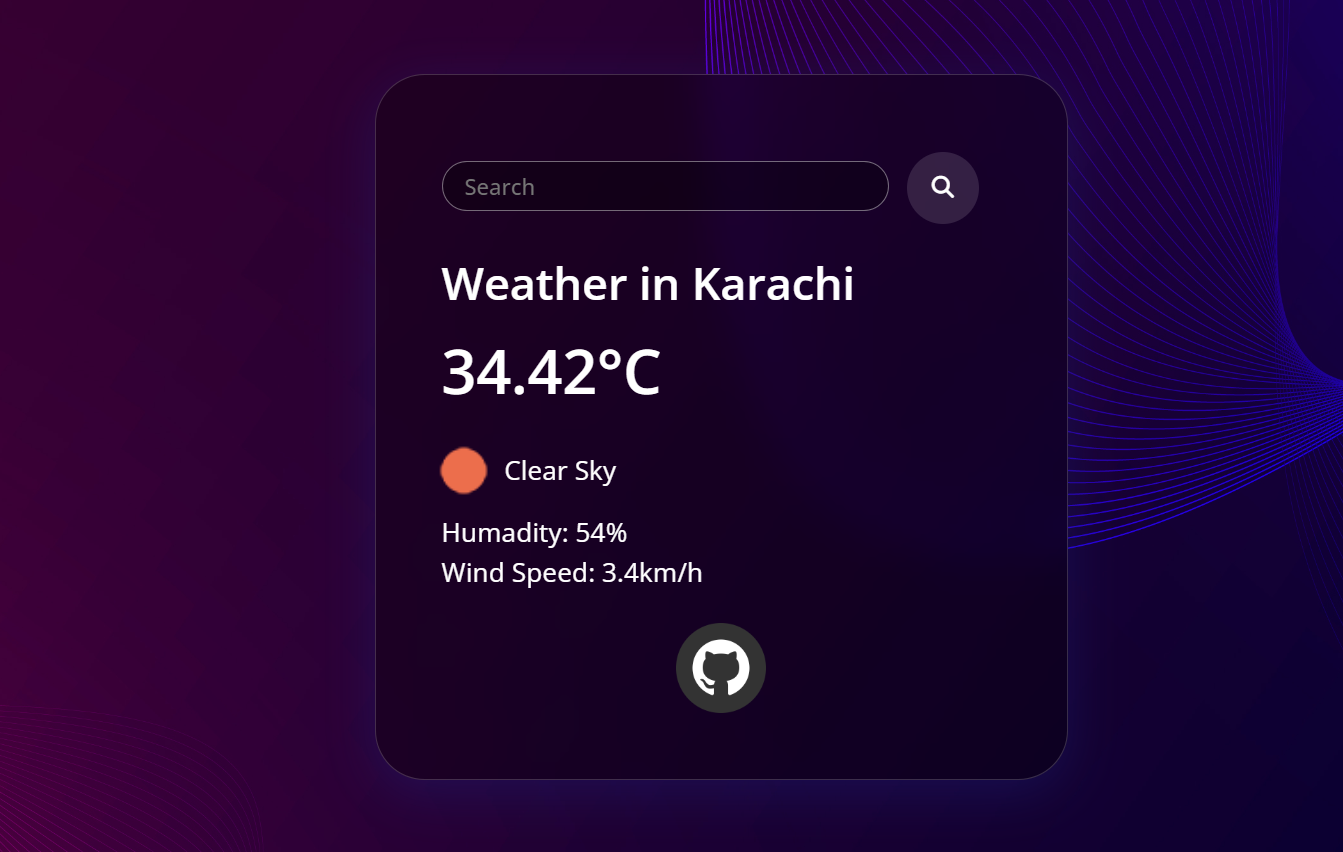 Search
Weather in Karachi
34.42°C
Clear Sky
Humadity: 54%
Wind Speed: 3.4km/h